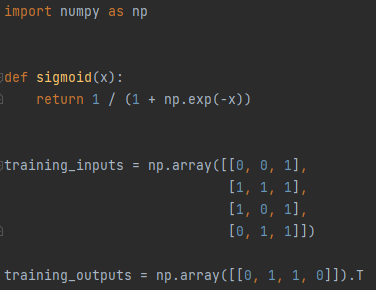 import numpy as np
def sigmoid(x):
    return 1 / (1 + np.exp(-x))
training_inputs = np.array([[0, 0, 1],
                            [1, 1, 1],
                            [1, 0, 1],
                            [0, 1, 1]])
training_outputs = np.array([[0, 1, 1, 0]]).T